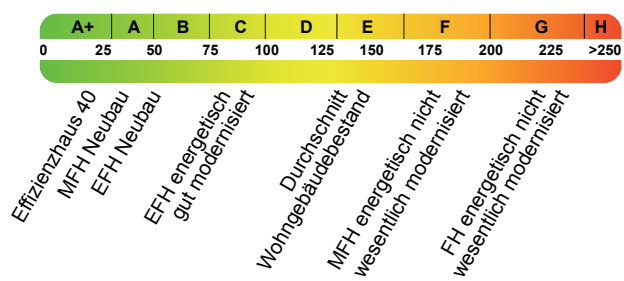 A+ A B C D E F G H
0 25 50 75 100 125 150 175 200 225 >250
Effizienzhaus 40
MFH Neubau
EFH Neubau
EFH energetisch
gut modernisiert
Durchschnitt
Wohngebäudebestand
MFH energetisch nicht
wesentlich modernisiert
FH energetisch nicht
wesentlich modernisiert